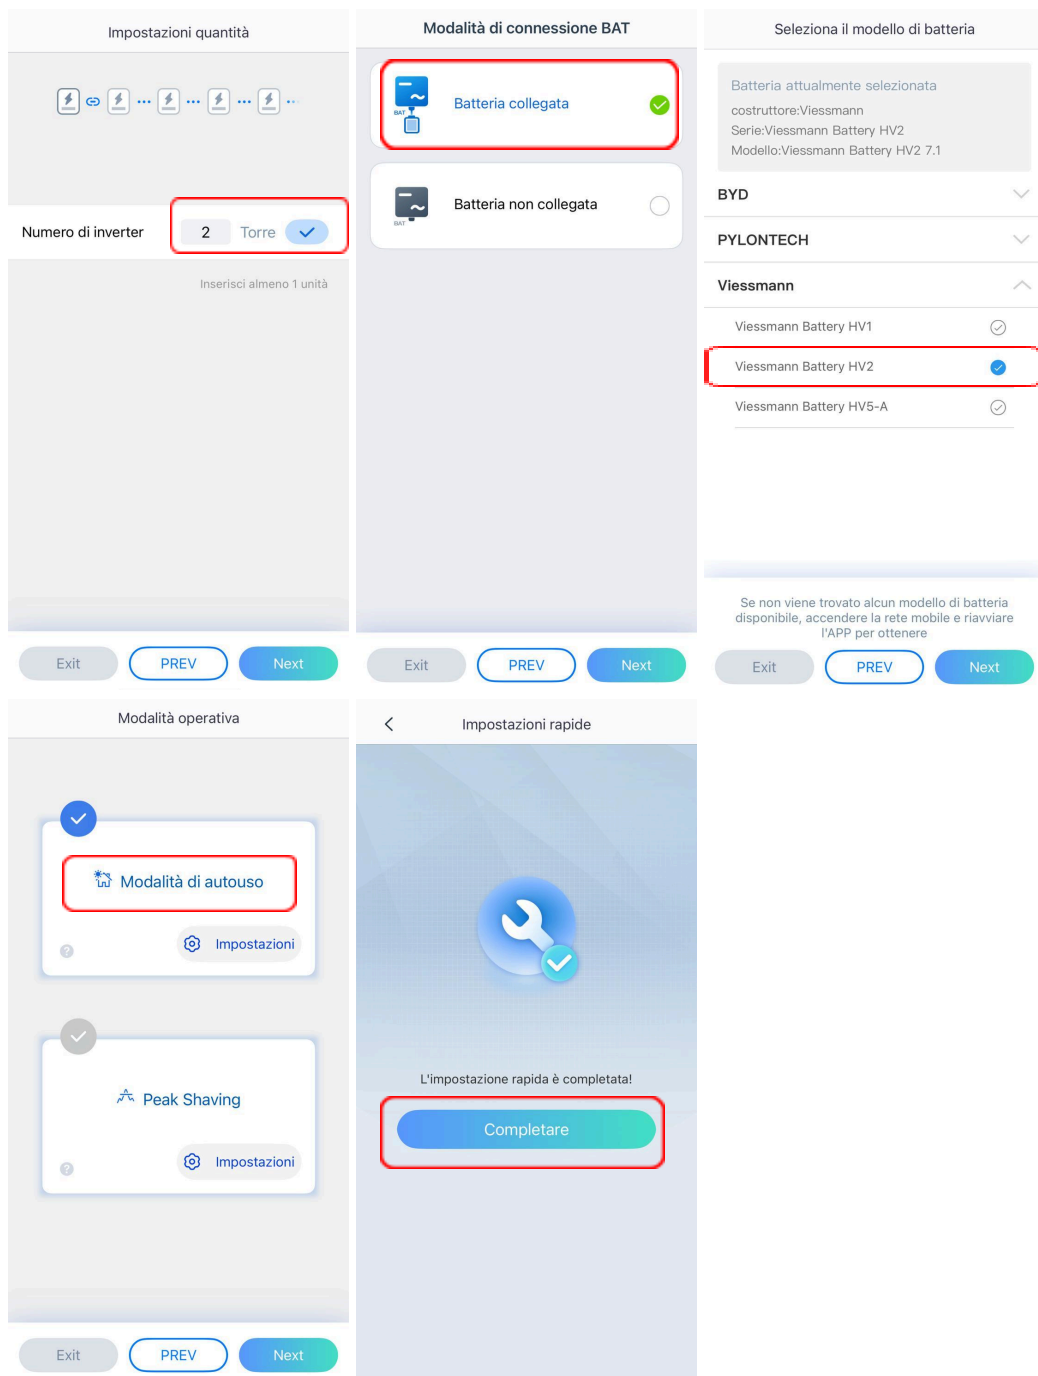 Impostazioni quantità
Numero di inverter
2
Torre
Inserisci almeno 1 unità
Exit
PREV
Next
Modalità di connessione BAT
BAT
Batteria collegata
BAT
Batteria non collegata
Exit
PREV
Next
Seleziona il modello di batteria
Batteria attualmente selezionata
costruttore:Viessmann
Serie:Viessmann Battery HV2
Modello:Viessmann Battery HV2 7.1
BYD
PYLONTECH
Viessmann
Viessmann Battery HV1
Viessmann Battery HV2
Viessmann Battery HV5-A
Se non viene trovato alcun modello di batteria
disponibile, accendere la rete mobile e riavviare
l'APP per ottenere
Exit
PREV
Next
Modalità operativa
Modalità di autouso
?
Impostazioni
Peak Shaving
?
Impostazioni
Exit
PREV
Next
Impostazioni rapide
L'impostazione rapida è completata!
Completare